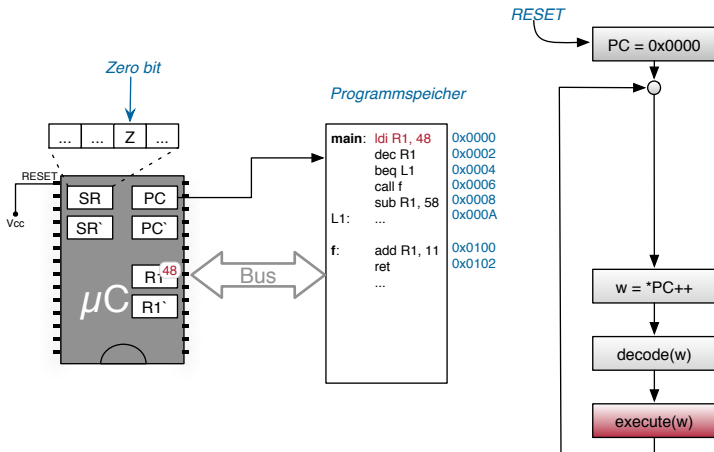 RESET
PC = 0x0000
Zero bit
Programmspeicher
... ... Z ...
main: ldi R1, 48 0x0000
dec R1 0x0002
beq L1 0x0004
call f 0x0006
sub R1, 58 0x0008
L1: ... 0x000A
f: add R1, 11 0x0100
ret 0x0102
...
RESET
Vcc
SR PC
SR` PC`
R1 48
R1`
µC
Bus
w = *PC++
decode(w)
execute(w)